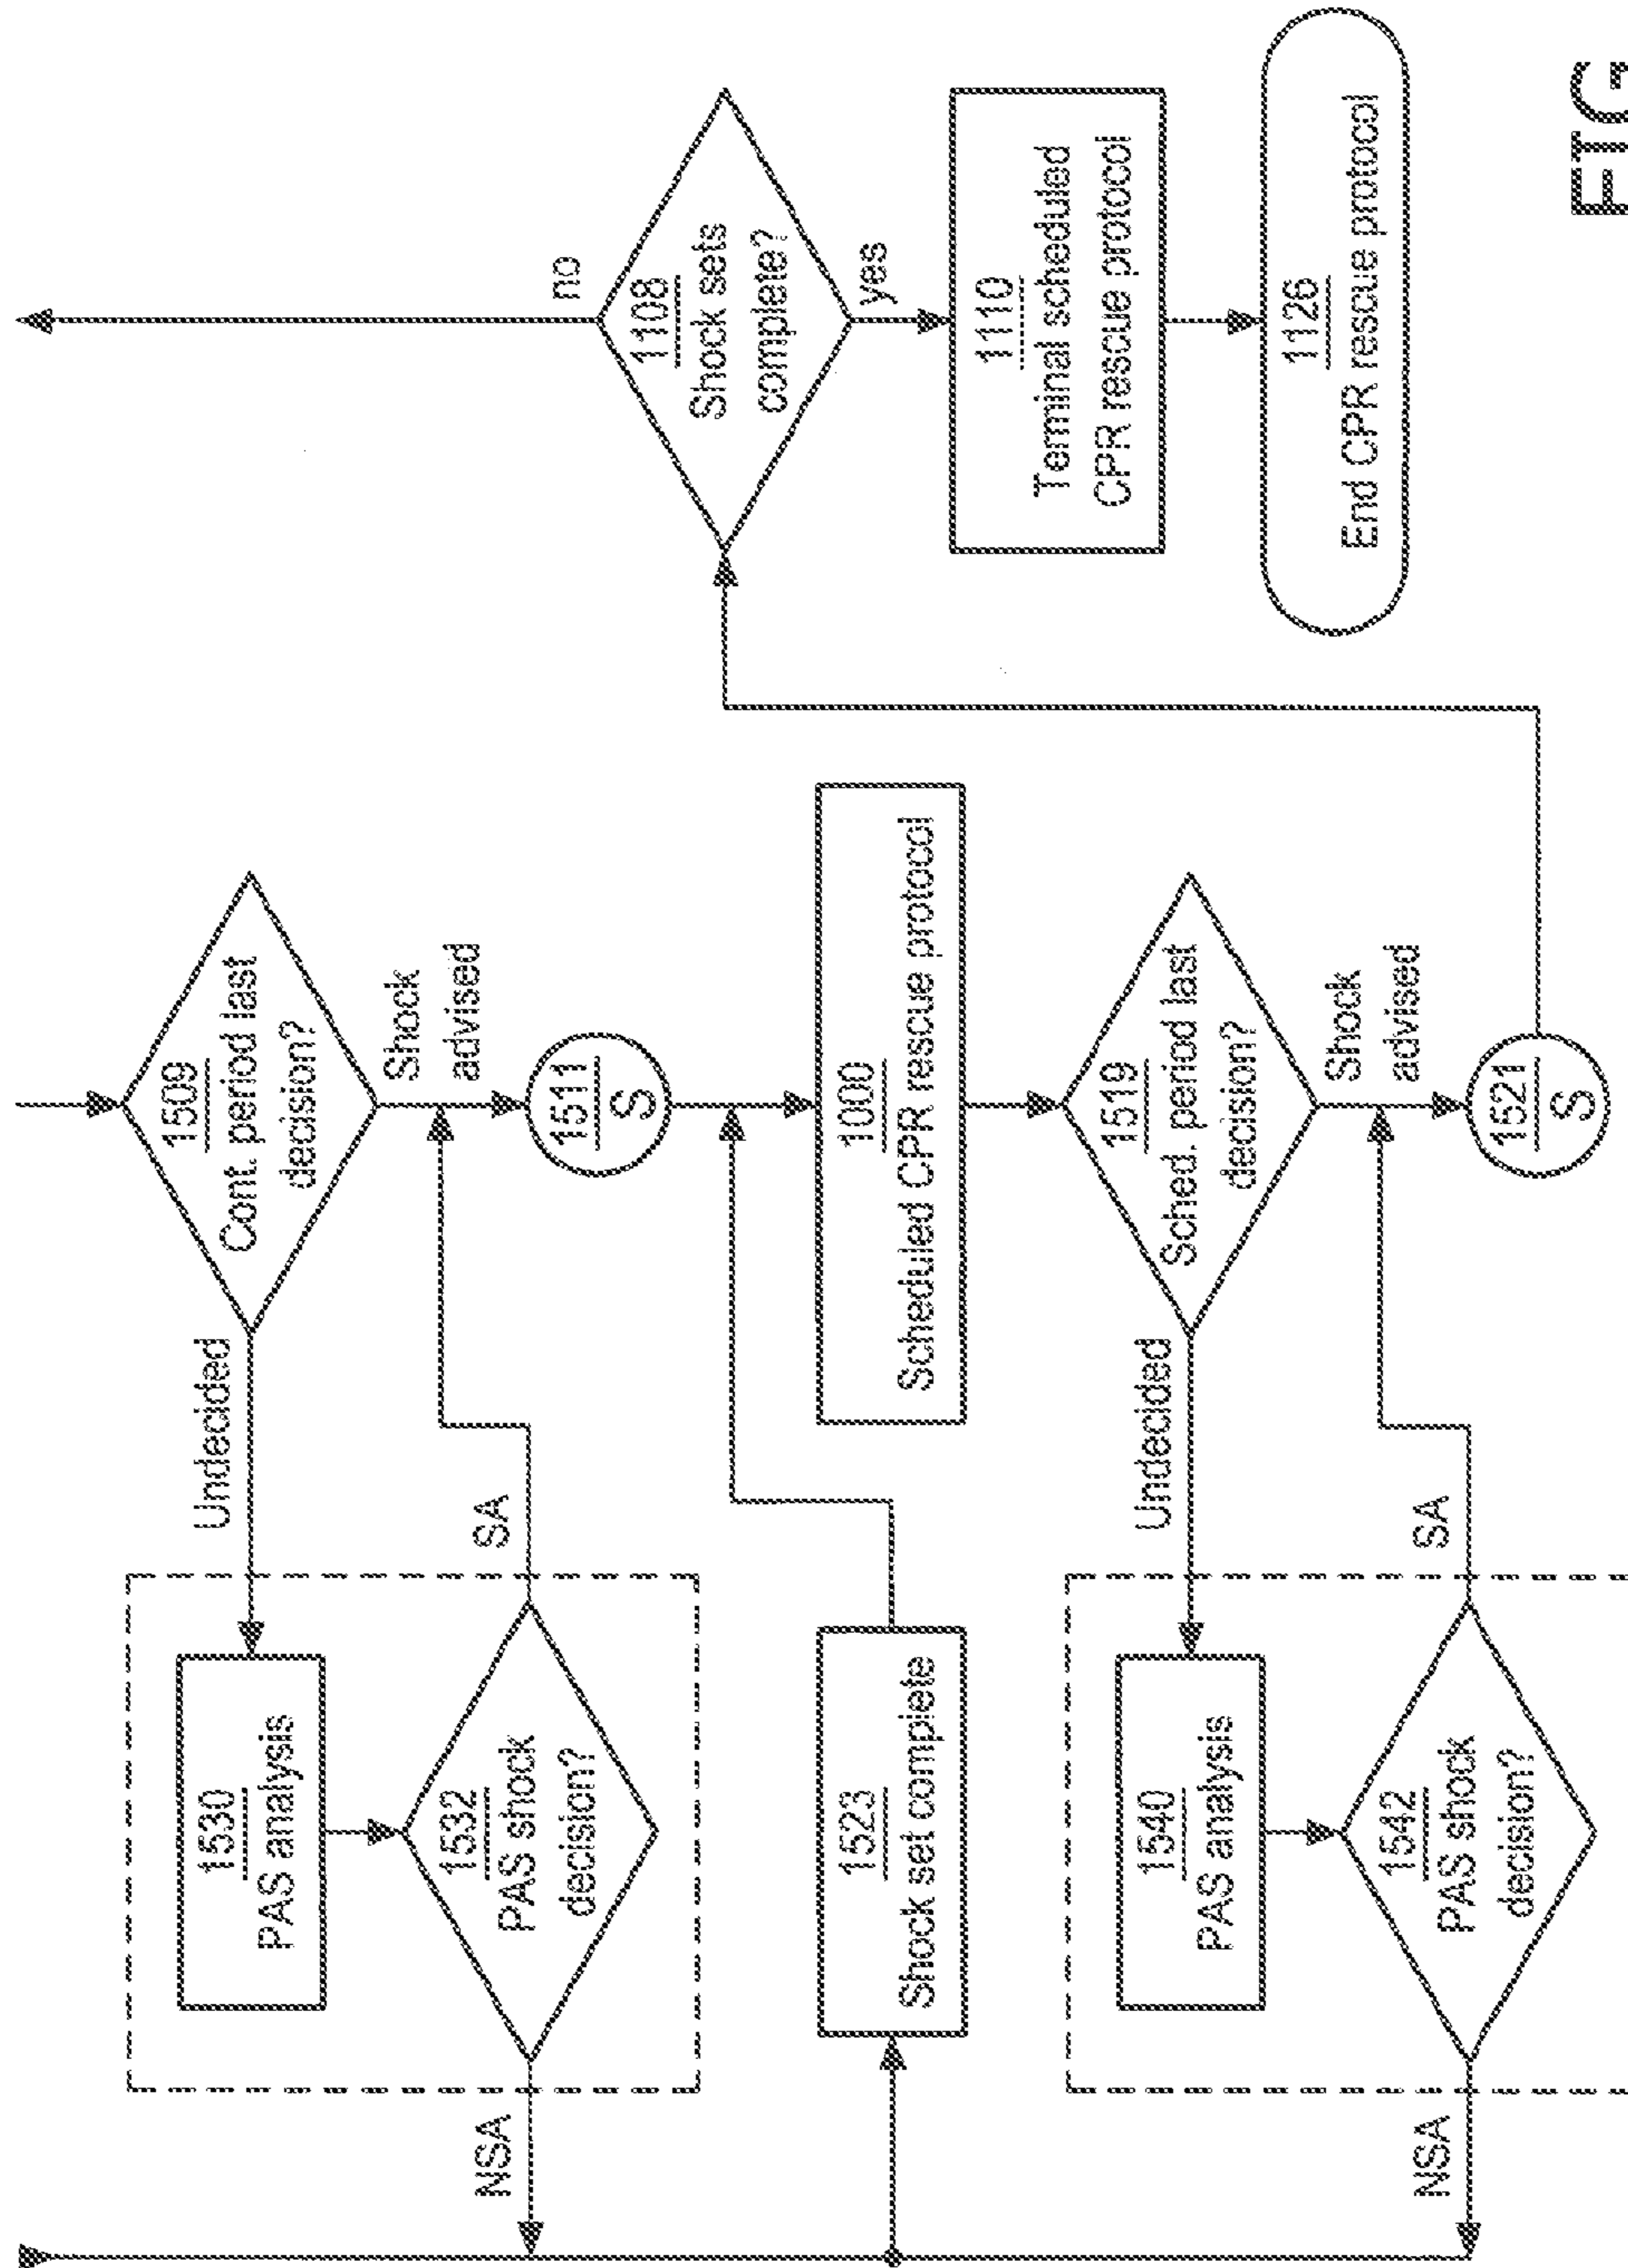 NSA
1530
PAS analysis
1532
PAS shock
decision?
SA
Undecided
1509
Cont. period last
decision?
Shock
advised
1511
S
1523
Shock set complete
1000
Scheduled CPR rescue protocol
NSA
1540
PAS analysis
1542
PAS shock
decision?
SA
Undecided
1519
Sched. period last
decision?
Shock
advised
1521
S
no
1108
Shock sets
complete?
yes
1110
Terminal scheduled
CPR rescue protocol
1126
End CPR rescue protocol
FIG